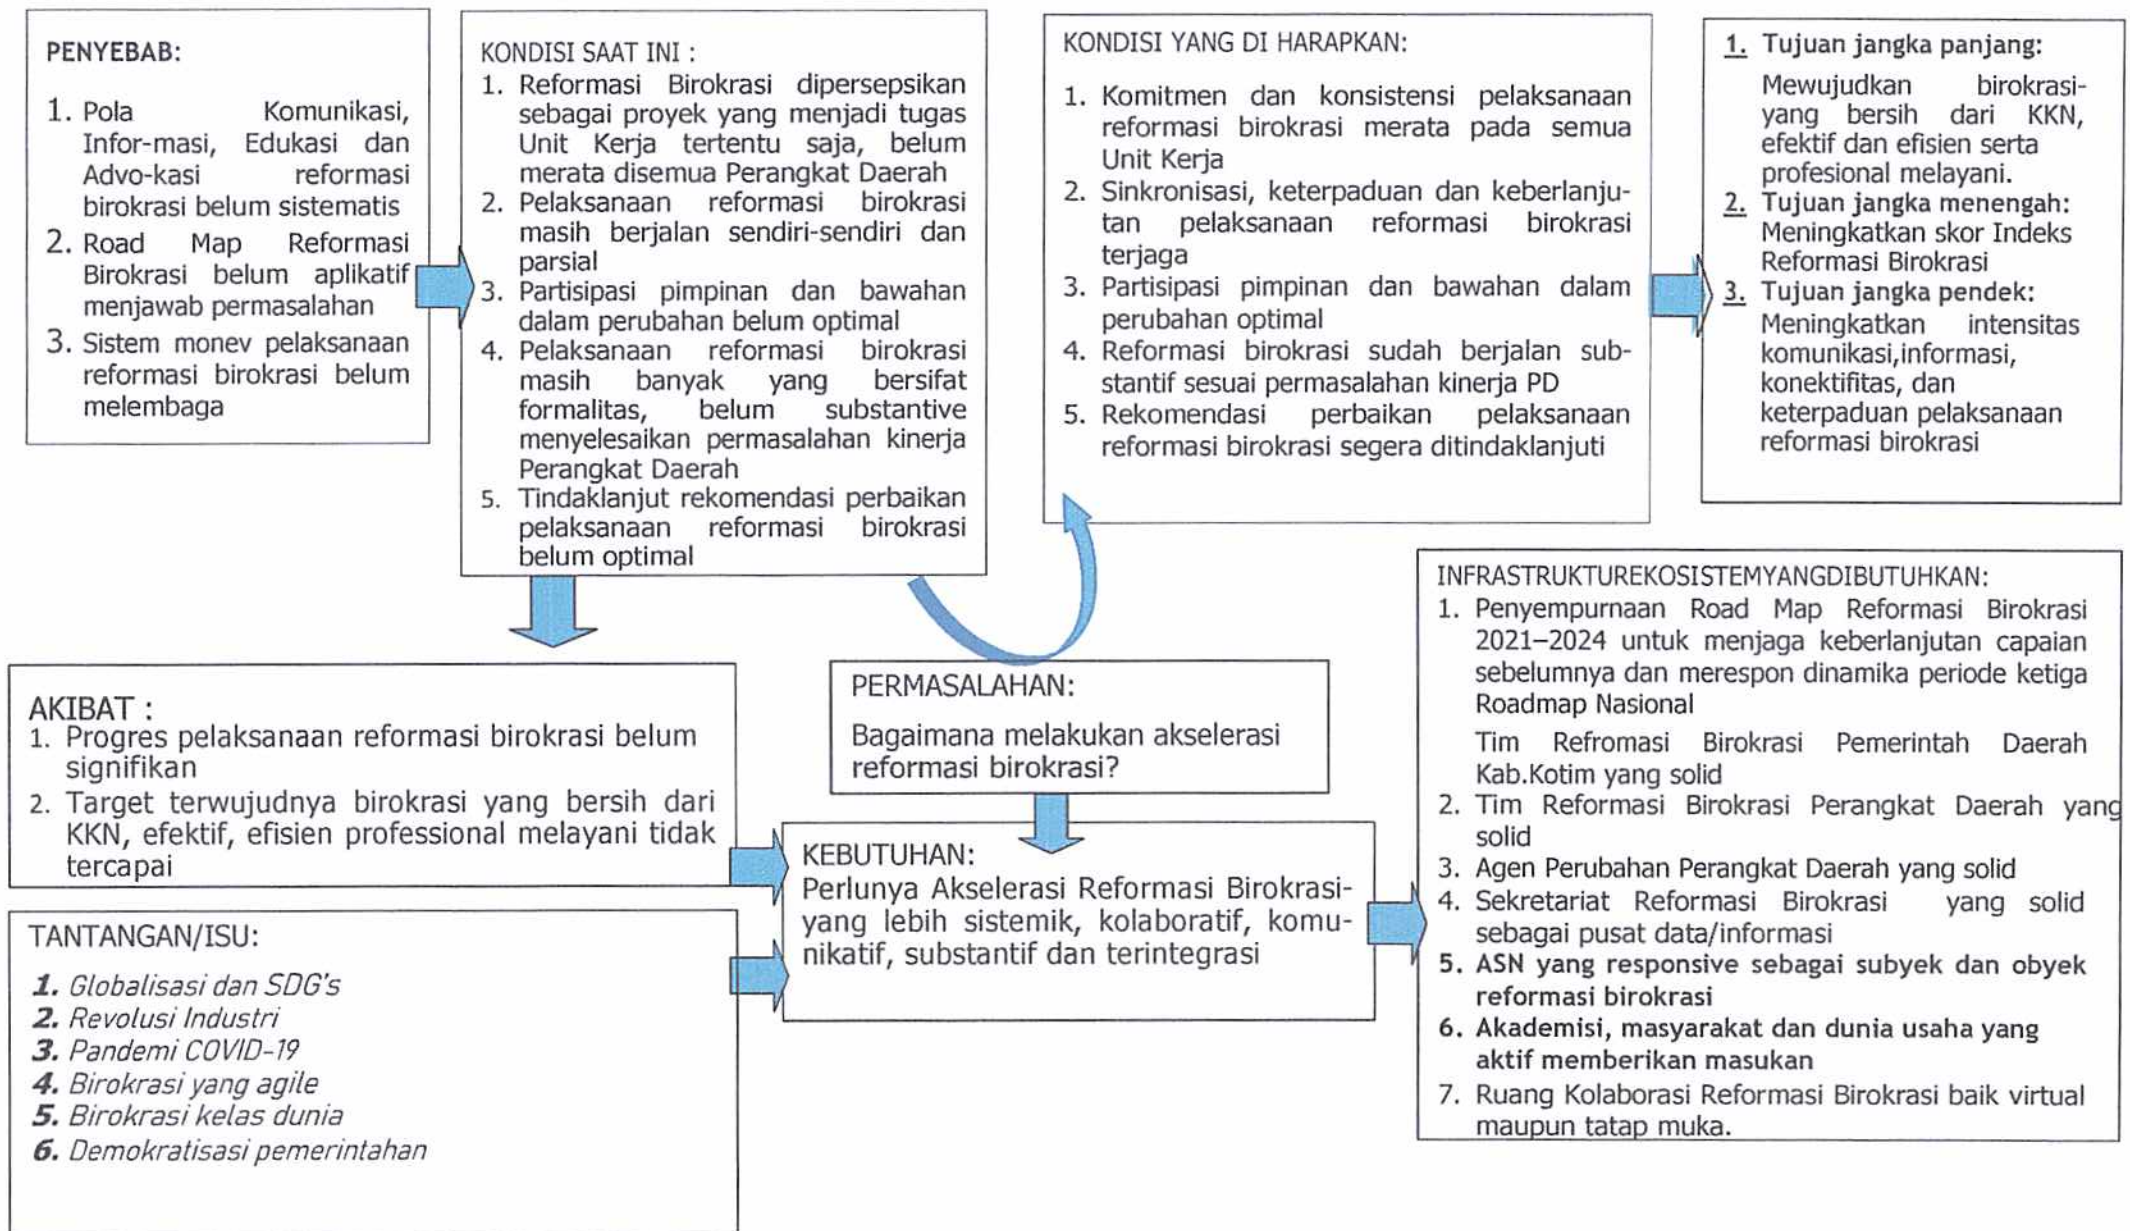 PENYEBAB:
1. Pola Komunikasi,
Infor-masi, Edukasi dan
Advo-kasi reformasi
birokrasi belum sistematis
2. Road Map Reformasi
Birokrasi belum aplikatif
menjawab permasalahan
3. Sistem monev pelaksanaan
reformasi birokrasi belum
melembaga
KONDISI SAAT INI :
1. Reformasi Birokrasi dipersepsikan
sebagai proyek yang menjadi tugas
Unit Kerja tertentu saja, belum
merata disemua Perangkat Daerah
2. Pelaksanaan reformasi birokrasi
masih berjalan sendiri-sendiri dan
parsial
3. Partisipasi pimpinan dan bawahan
dalam perubahan belum optimal
4. Pelaksanaan reformasi birokrasi
masih banyak yang bersifat
formalitas, belum substantive
menyelesaikan permasalahan kinerja
Perangkat Daerah
5. Tindaklanjut rekomendasi perbaikan
pelaksanaan reformasi birokrasi
belum optimal
KONDISI YANG DI HARAPKAN:
1. Komitmen dan konsistensi pelaksanaan
reformasi birokrasi merata pada semua
Unit Kerja
2. Sinkronisasi, keterpaduan dan keberlanju-
tan pelaksanaan reformasi birokrasi
terjaga
3. Partisipasi pimpinan dan bawahan dalam
perubahan optimal
4. Reformasi birokrasi sudah berjalan sub-
stantif sesuai permasalahan kinerja PD
5. Rekomendasi perbaikan pelaksanaan
reformasi birokrasi segera ditindaklanjuti
1. Tujuan jangka panjang:
Mewujudkan birokrasi-
yang bersih dari KKN,
efektif dan efisien serta
profesional melayani.
2. Tujuan jangka menengah:
Meningkatkan skor Indeks
Reformasi Birokrasi
3. Tujuan jangka pendek:
Meningkatkan intensitas
komunikasi,informasi,
konektifitas, dan
keterpaduan pelaksanaan
reformasi birokrasi
AKIBAT :
1. Progres pelaksanaan reformasi birokrasi belum
signifikan
2. Target terwujudnya birokrasi yang bersih dari
KKN, efektif, efisien professional melayani tidak
tercapai
TANTANGAN/ISU:
1. Globalisasi dan SDG's
2. Revolusi Industri
3. Pandemi COVID-19
4. Birokrasi yang agile
5. Birokrasi kelas dunia
6. Demokratisasi pemerintahan
PERMASALAHAN:
Bagaimana melakukan akselerasi
reformasi birokrasi?
KEBUTUHAN:
Perlunya Akselerasi Reformasi Birokrasi-
yang lebih sistemik, kolaboratif, komu-
nikatif, substantif dan terintegrasi
INFRASTRUKTUREKOSISTEMYANGDIBUTUHKAN:
1. Penyempurnaan Road Map Reformasi Birokrasi
2021–2024 untuk menjaga keberlanjutan capaian
sebelumnya dan merespon dinamika periode ketiga
Roadmap Nasional
Tim Refromasi Birokrasi Pemerintah Daerah
Kab.Kotim yang solid
2. Tim Reformasi Birokrasi Perangkat Daerah yang
solid
3. Agen Perubahan Perangkat Daerah yang solid
4. Sekretariat Reformasi Birokrasi yang solid
sebagai pusat data/informasi
5. ASN yang responsive sebagai subyek dan obyek
reformasi birokrasi
6. Akademisi, masyarakat dan dunia usaha yang
aktif memberikan masukan
7. Ruang Kolaborasi Reformasi Birokrasi baik virtual
maupun tatap muka.